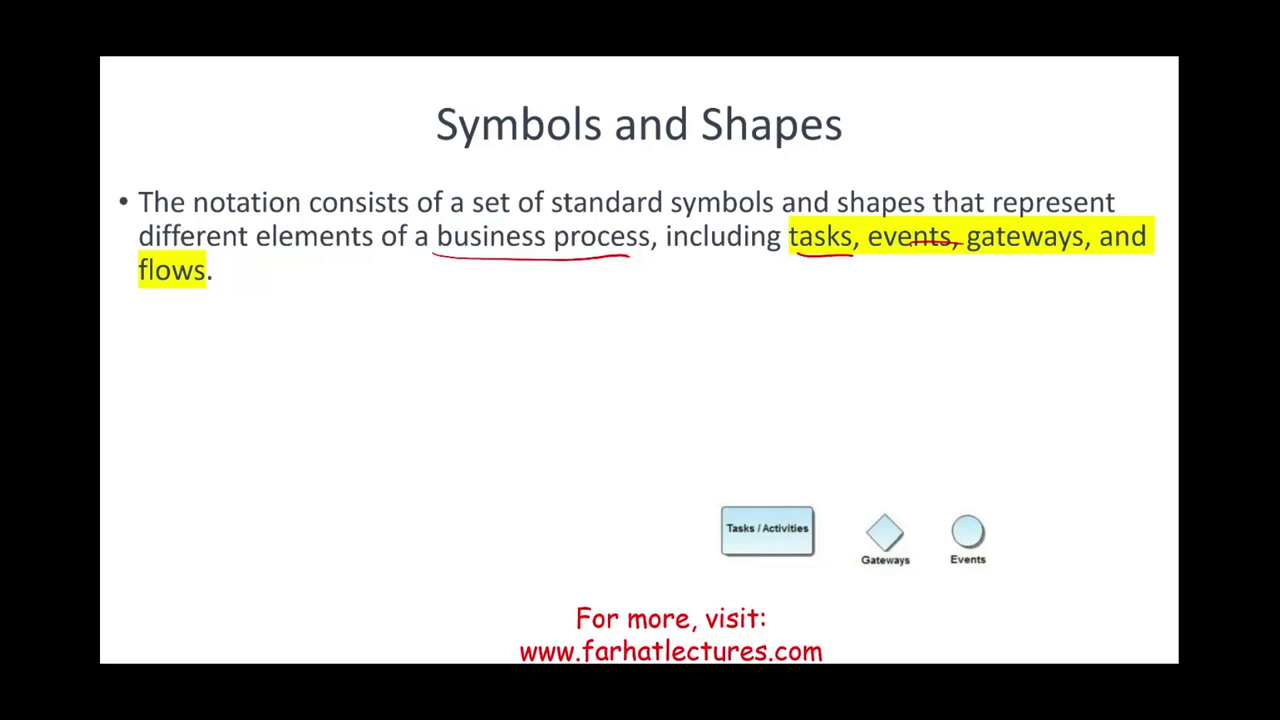 Symbols and Shapes
• The notation consists of a set of standard symbols and shapes that represent
different elements of a business process, including tasks, events, gateways, and
flows.
Tasks / Activities
Gateways
Events
For more, visit:
www.farhatlectures.com